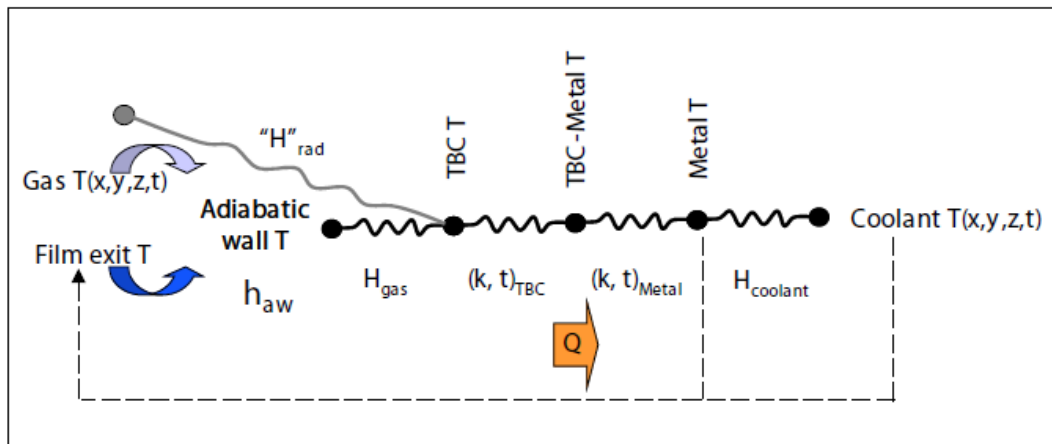 “H”rad
TBC T
TBC-Metal T
Metal T
Gas T(x,y,z,t)
Adiabatic
wall T
Coolant T(x,y,z,t)
Film exit T
haw
Hgas
(k, t)TBC
(k, t)Metal
Hcoolant
Q